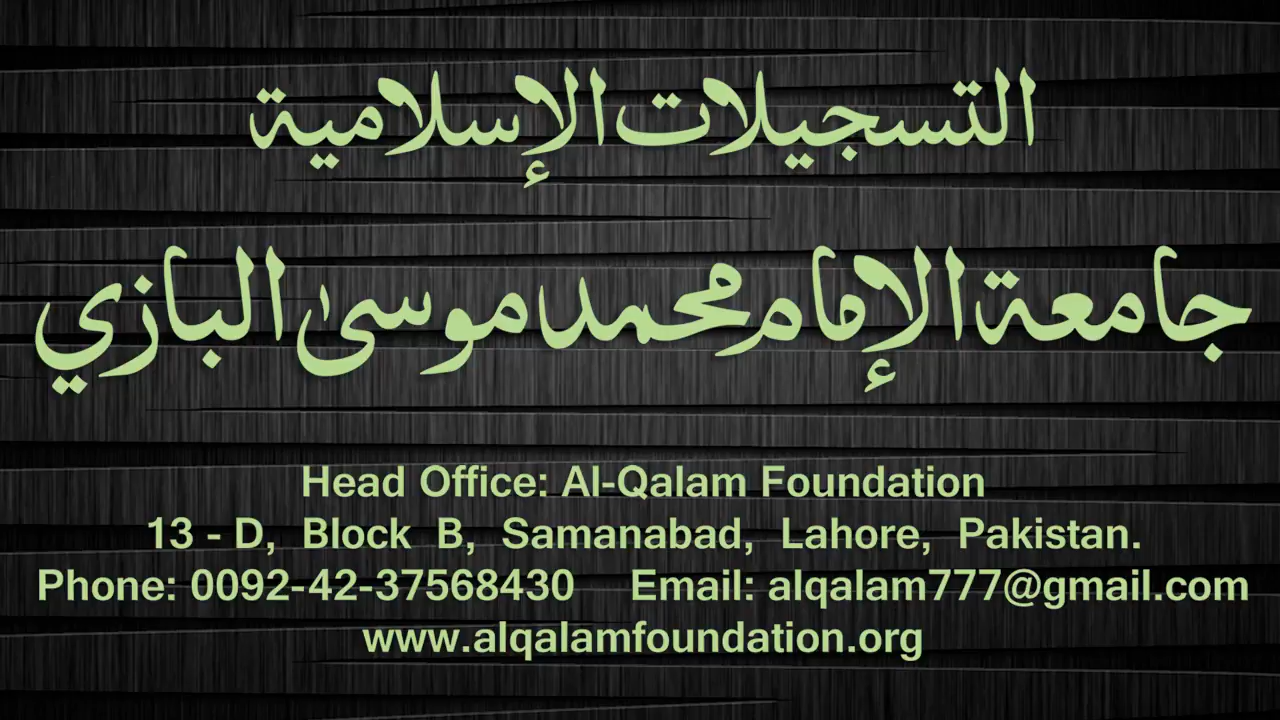 التسجيلات الإسلامية
جامعة الإمام محمد موسىٰ البازي
Head Office: Al-Qalam Foundation
13 - D, Block B, Samanabad, Lahore, Pakistan.
Phone: 0092-42-37568430 Email: alqalam777@gmail.com
www.alqalamfoundation.org